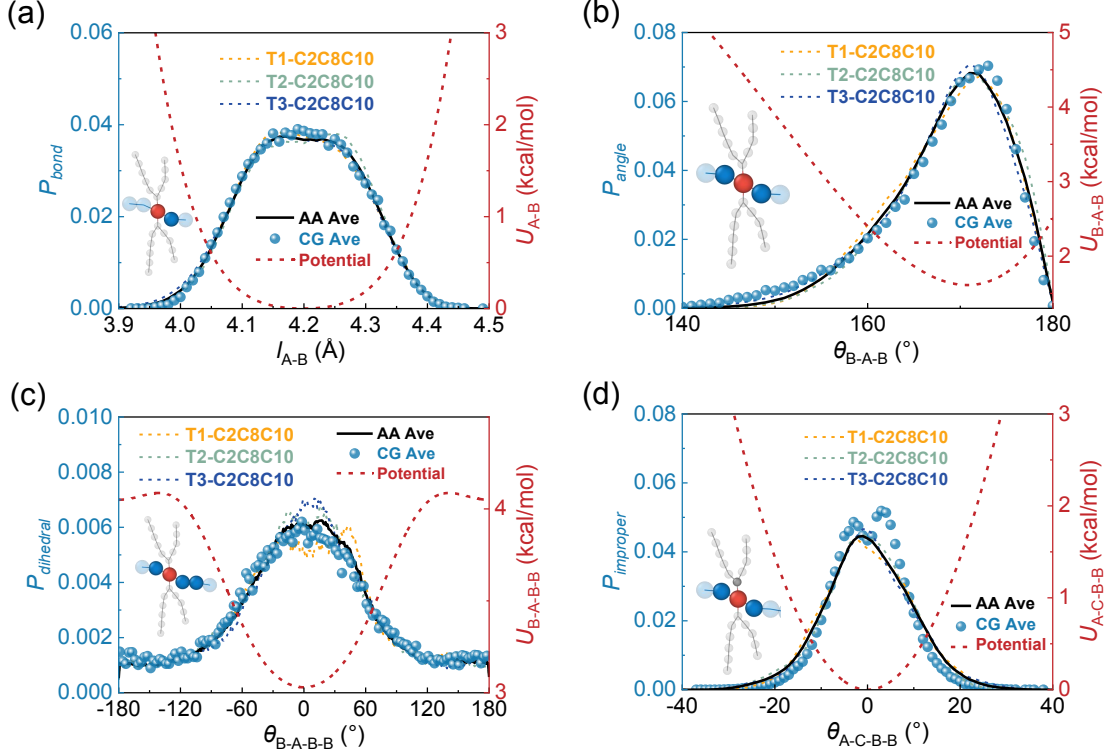 (a)
0.06
0.04
0.02
0.00
P_bond
T1-C2C8C10
T2-C2C8C10
T3-C2C8C10
AA Ave
CG Ave
Potential
3
2
1
0
U_A-B (kcal/mol)
3.9 4.0 4.1 4.2 4.3 4.4 4.5
l_A-B (Å)
(b)
0.08
0.06
0.04
0.02
0.00
P_angle
T1-C2C8C10
T2-C2C8C10
T3-C2C8C10
AA Ave
CG Ave
Potential
5
4
3
2
1
U_B-A-B (kcal/mol)
140 160 180
θ_B-A-B (°)
(c)
0.010
0.008
0.006
0.004
0.002
0.000
P_dihedral
T1-C2C8C10
T2-C2C8C10
T3-C2C8C10
AA Ave
CG Ave
Potential
4
3
U_B-A-B-B (kcal/mol)
-180 -120 -60 0 60 120 180
θ_B-A-B-B (°)
(d)
0.08
0.06
0.04
0.02
0.00
P_improper
T1-C2C8C10
T2-C2C8C10
T3-C2C8C10
AA Ave
CG Ave
Potential
3
2
1
0
U_A-C-B-B (kcal/mol)
-40 -20 0 20 40
θ_A-C-B-B (°)